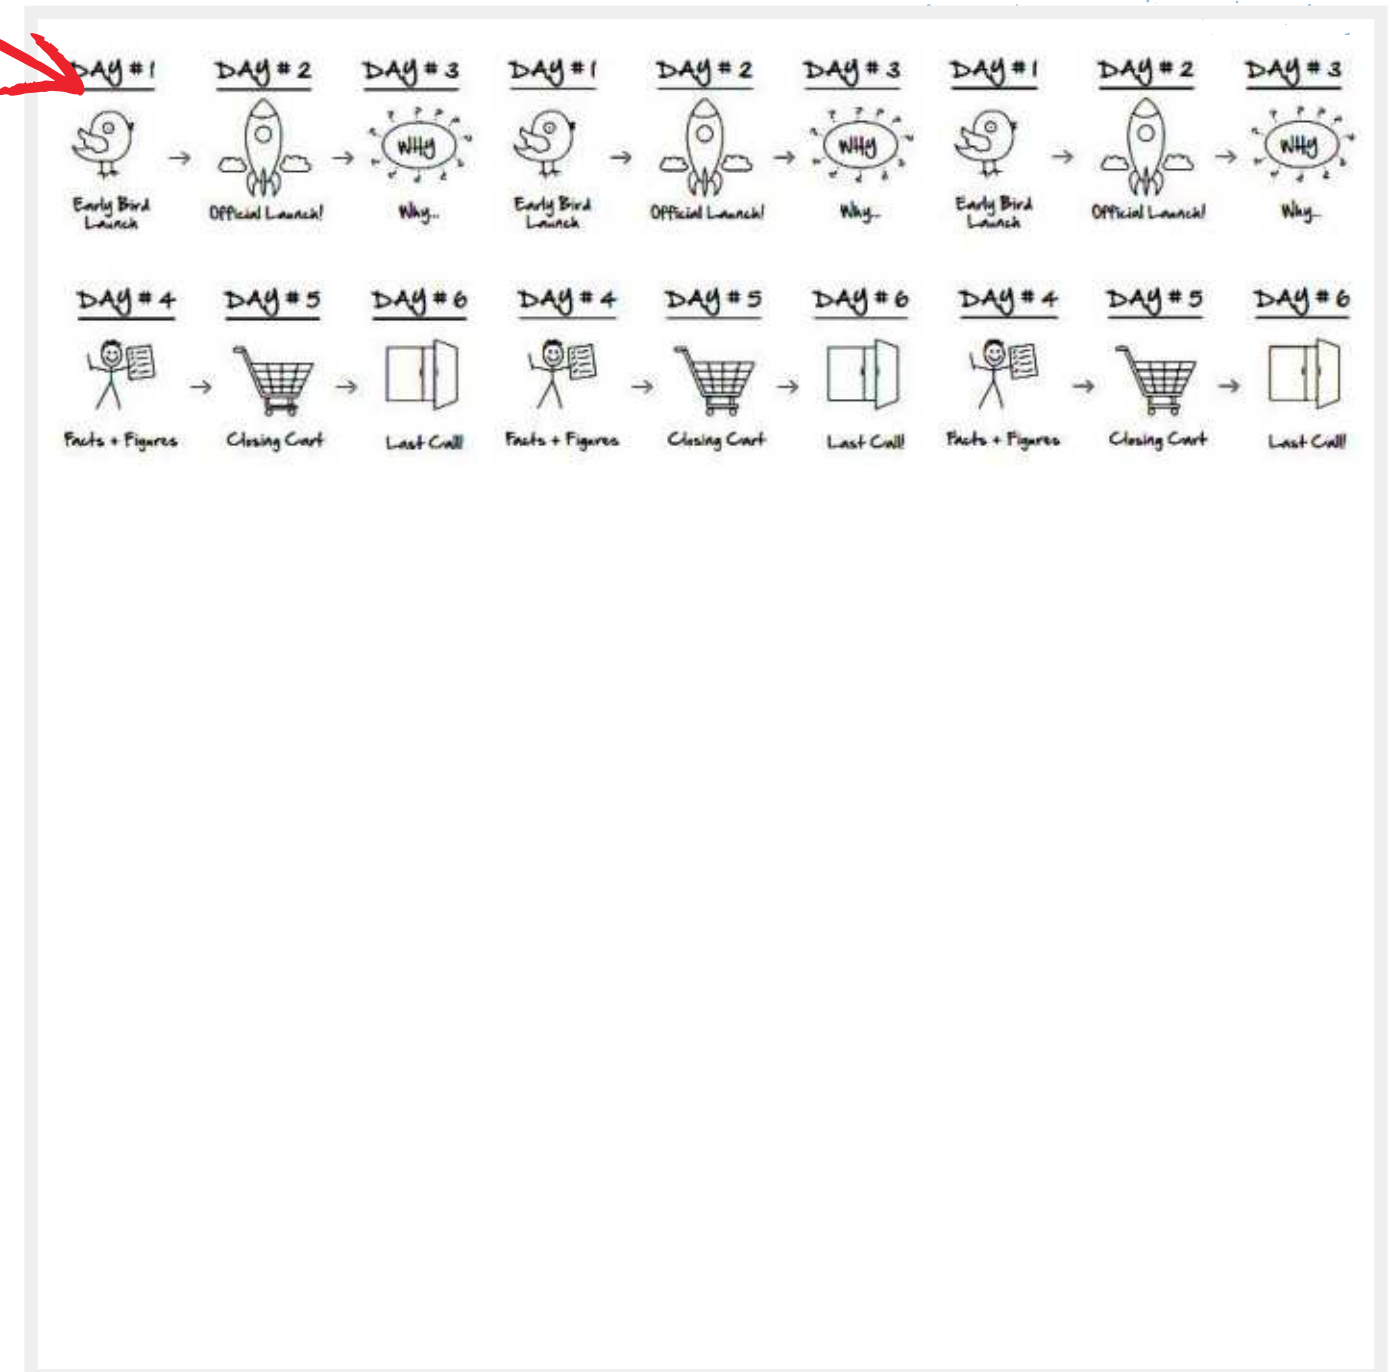 DAY #1 DAY #2 DAY #3 DAY #1 DAY #2 DAY #3 DAY #1 DAY #2 DAY #3
WHY WHY WHY
Early Bird Launch Official Launch! Why... Early Bird Launch Official Launch! Why... Early Bird Launch Official Launch! Why...
DAY #4 DAY #5 DAY #6 DAY #4 DAY #5 DAY #6 DAY #4 DAY #5 DAY #6
Facts + Figures Closing Cart Last Call! Facts + Figures Closing Cart Last Call! Facts + Figures Closing Cart Last Call!